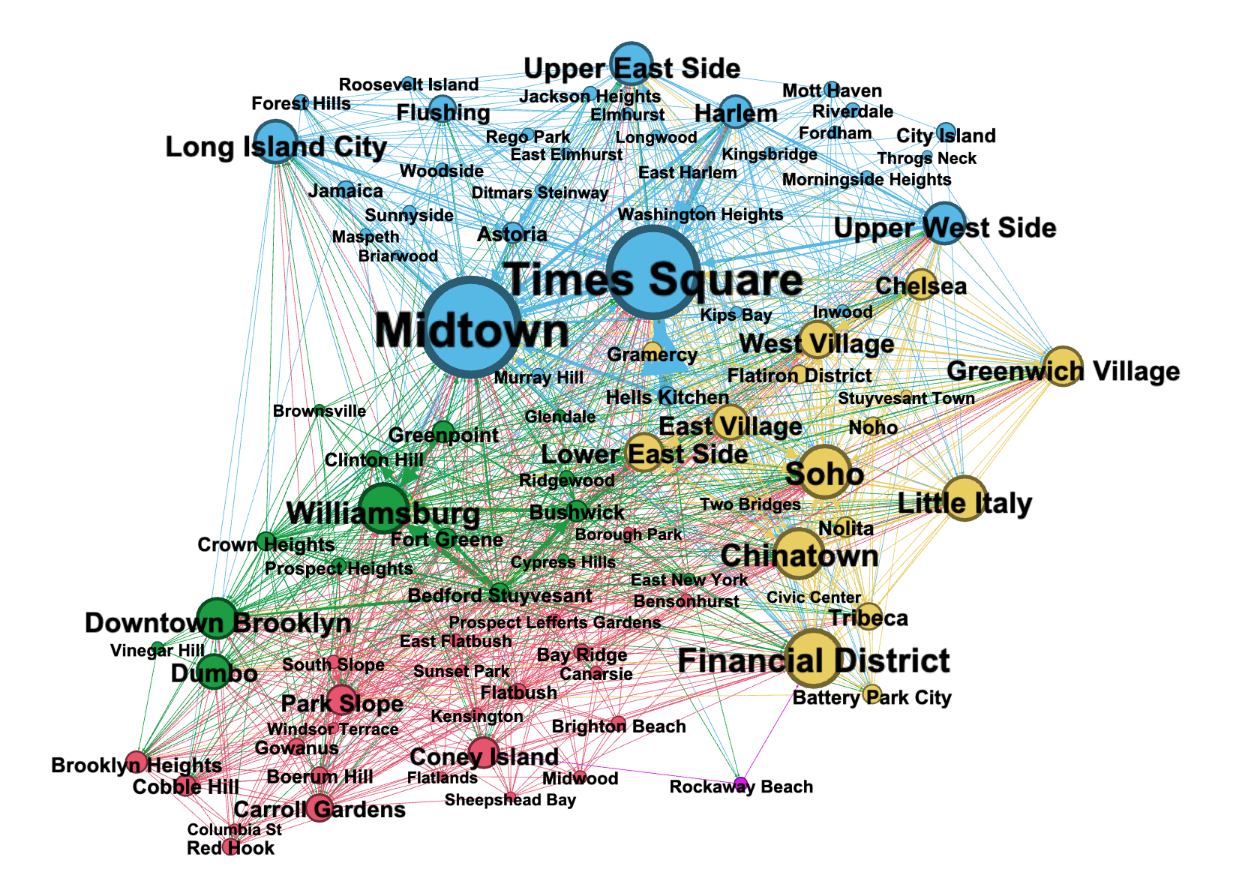 Upper East Side
Roosevelt Island
Mott Haven
Jackson Heights
Forest Hills
Flushing
Elmhurst
Harlem
Riverdale
Fordham
City Island
Rego Park
Longwood
Long Island City
East Elmhurst
Kingsbridge
Throgs Neck
Woodside
East Harlem
Morningside Heights
Jamaica
Ditmars Steinway
Sunnyside
Washington Heights
Maspeth
Astoria
Upper West Side
Briarwood
Times Square
Chelsea
Kips Bay
Inwood
Midtown
West Village
Gramercy
Greenwich Village
Murray Hill
Flatiron District
Hells Kitchen
Stuyvesant Town
Brownsville
Glendale
East Village
Noho
Greenpoint
Lower East Side
Clinton Hill
Soho
Ridgewood
Two Bridges
Little Italy
Williamsburg
Bushwick
Nolita
Borough Park
Fort Greene
Crown Heights
Chinatown
Cypress Hills
Prospect Heights
East New York
Bedford Stuyvesant
Bensonhurst
Civic Center
Tribeca
Downtown Brooklyn
Prospect Lefferts Gardens
East Flatbush
Vinegar Hill
Bay Ridge
Financial District
South Slope
Dumbo
Sunset Park
Canarsie
Flatbush
Battery Park City
Park Slope
Kensington
Windsor Terrace
Brighton Beach
Gowanus
Coney Island
Brooklyn Heights
Boerum Hill
Flatlands
Midwood
Cobble Hill
Rockaway Beach
Sheepshead Bay
Carroll Gardens
Columbia St
Red Hook